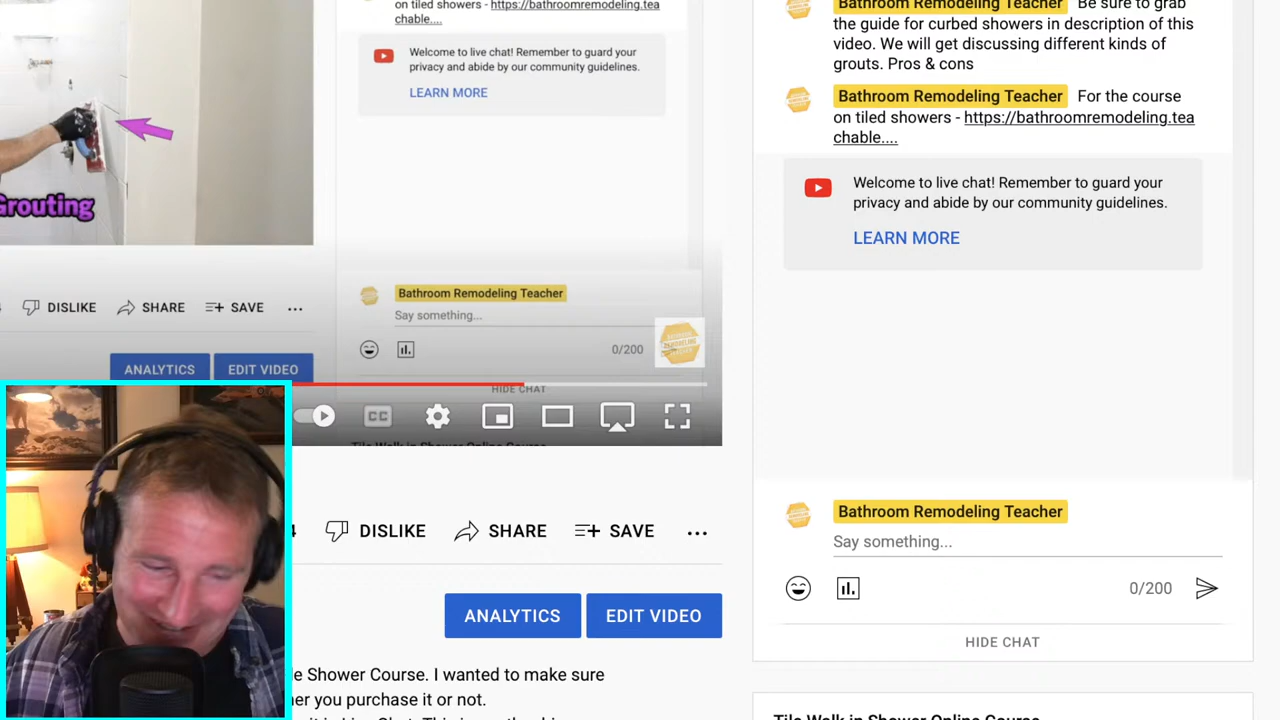 on tiled showers - https://bathroomremodeling.tea
chable....
Welcome to live chat! Remember to guard your
privacy and abide by our community guidelines.
LEARN MORE
Grouting
DISLIKE
SHARE
SAVE
ANALYTICS
EDIT VIDEO
Bathroom Remodeling Teacher
Say something...
0/200
HIDE CHAT
CC
DISLIKE
SHARE
SAVE
ANALYTICS
EDIT VIDEO
e Shower Course. I wanted to make sure
er you purchase it or not.
Bathroom Remodeling Teacher Be sure to grab
the guide for curbed showers in description of this
video. We will get discussing different kinds of
grouts. Pros & cons
Bathroom Remodeling Teacher For the course
on tiled showers - https://bathroomremodeling.tea
chable....
Welcome to live chat! Remember to guard your
privacy and abide by our community guidelines.
LEARN MORE
Bathroom Remodeling Teacher
Say something...
0/200
HIDE CHAT
Tile Walk in Shower Online Course